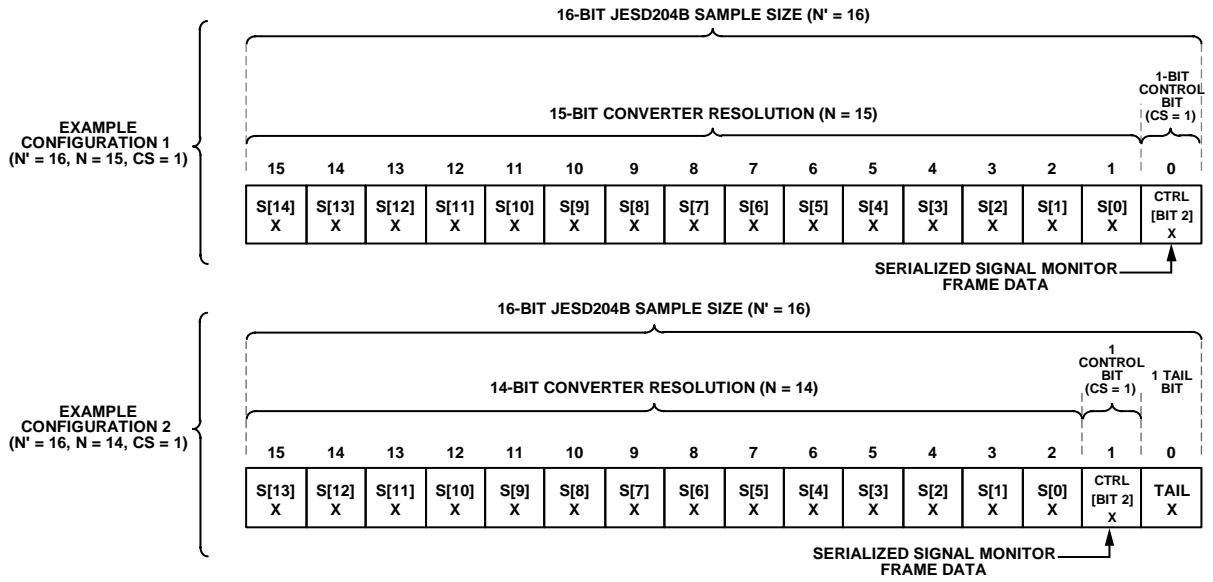 16-BIT JESD204B SAMPLE SIZE (N' = 16)
1-BIT
CONTROL
BIT
(CS = 1)
15-BIT CONVERTER RESOLUTION (N = 15)
EXAMPLE
CONFIGURATION 1
(N' = 16, N = 15, CS = 1)
15 14 13 12 11 10 9 8 7 6 5 4 3 2 1 0
S[14] S[13] S[12] S[11] S[10] S[9] S[8] S[7] S[6] S[5] S[4] S[3] S[2] S[1] S[0] CTRL
[BIT 2]
X X X X X X X X X X X X X X X X
SERIALIZED SIGNAL MONITOR
FRAME DATA
16-BIT JESD204B SAMPLE SIZE (N' = 16)
1
CONTROL
BIT
(CS = 1)
1 TAIL
BIT
14-BIT CONVERTER RESOLUTION (N = 14)
EXAMPLE
CONFIGURATION 2
(N' = 16, N = 14, CS = 1)
15 14 13 12 11 10 9 8 7 6 5 4 3 2 1 0
S[13] S[12] S[11] S[10] S[9] S[8] S[7] S[6] S[5] S[4] S[3] S[2] S[1] S[0] CTRL TAIL
[BIT 2]
X X X X X X X X X X X X X X X X
SERIALIZED SIGNAL MONITOR
FRAME DATA